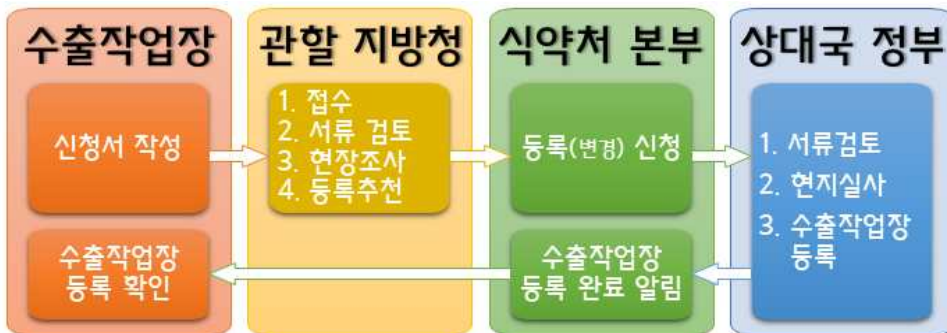 수출작업장
관할 지방청
식약처 본부
상대국 정부
신청서 작성
1. 접수
2. 서류 검토
3. 현장조사
4. 등록추천
등록(변경) 신청
1. 서류검토
2. 현지실사
3. 수출작업장
등록
수출작업장
등록 확인
수출작업장
등록 완료 알림